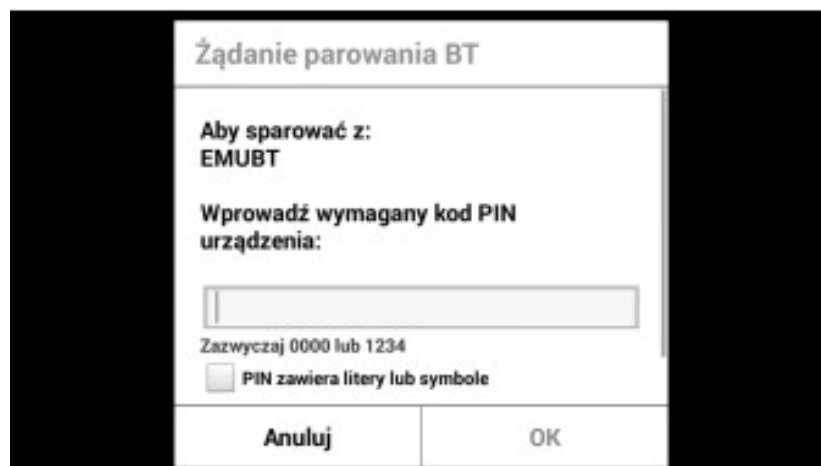 Żądanie parowania BT
Aby sparować z:
EMUBT
Wprowadź wymagany kod PIN
urządzenia:
Zazwyczaj 0000 lub 1234
PIN zawiera litery lub symbole
Anuluj
OK